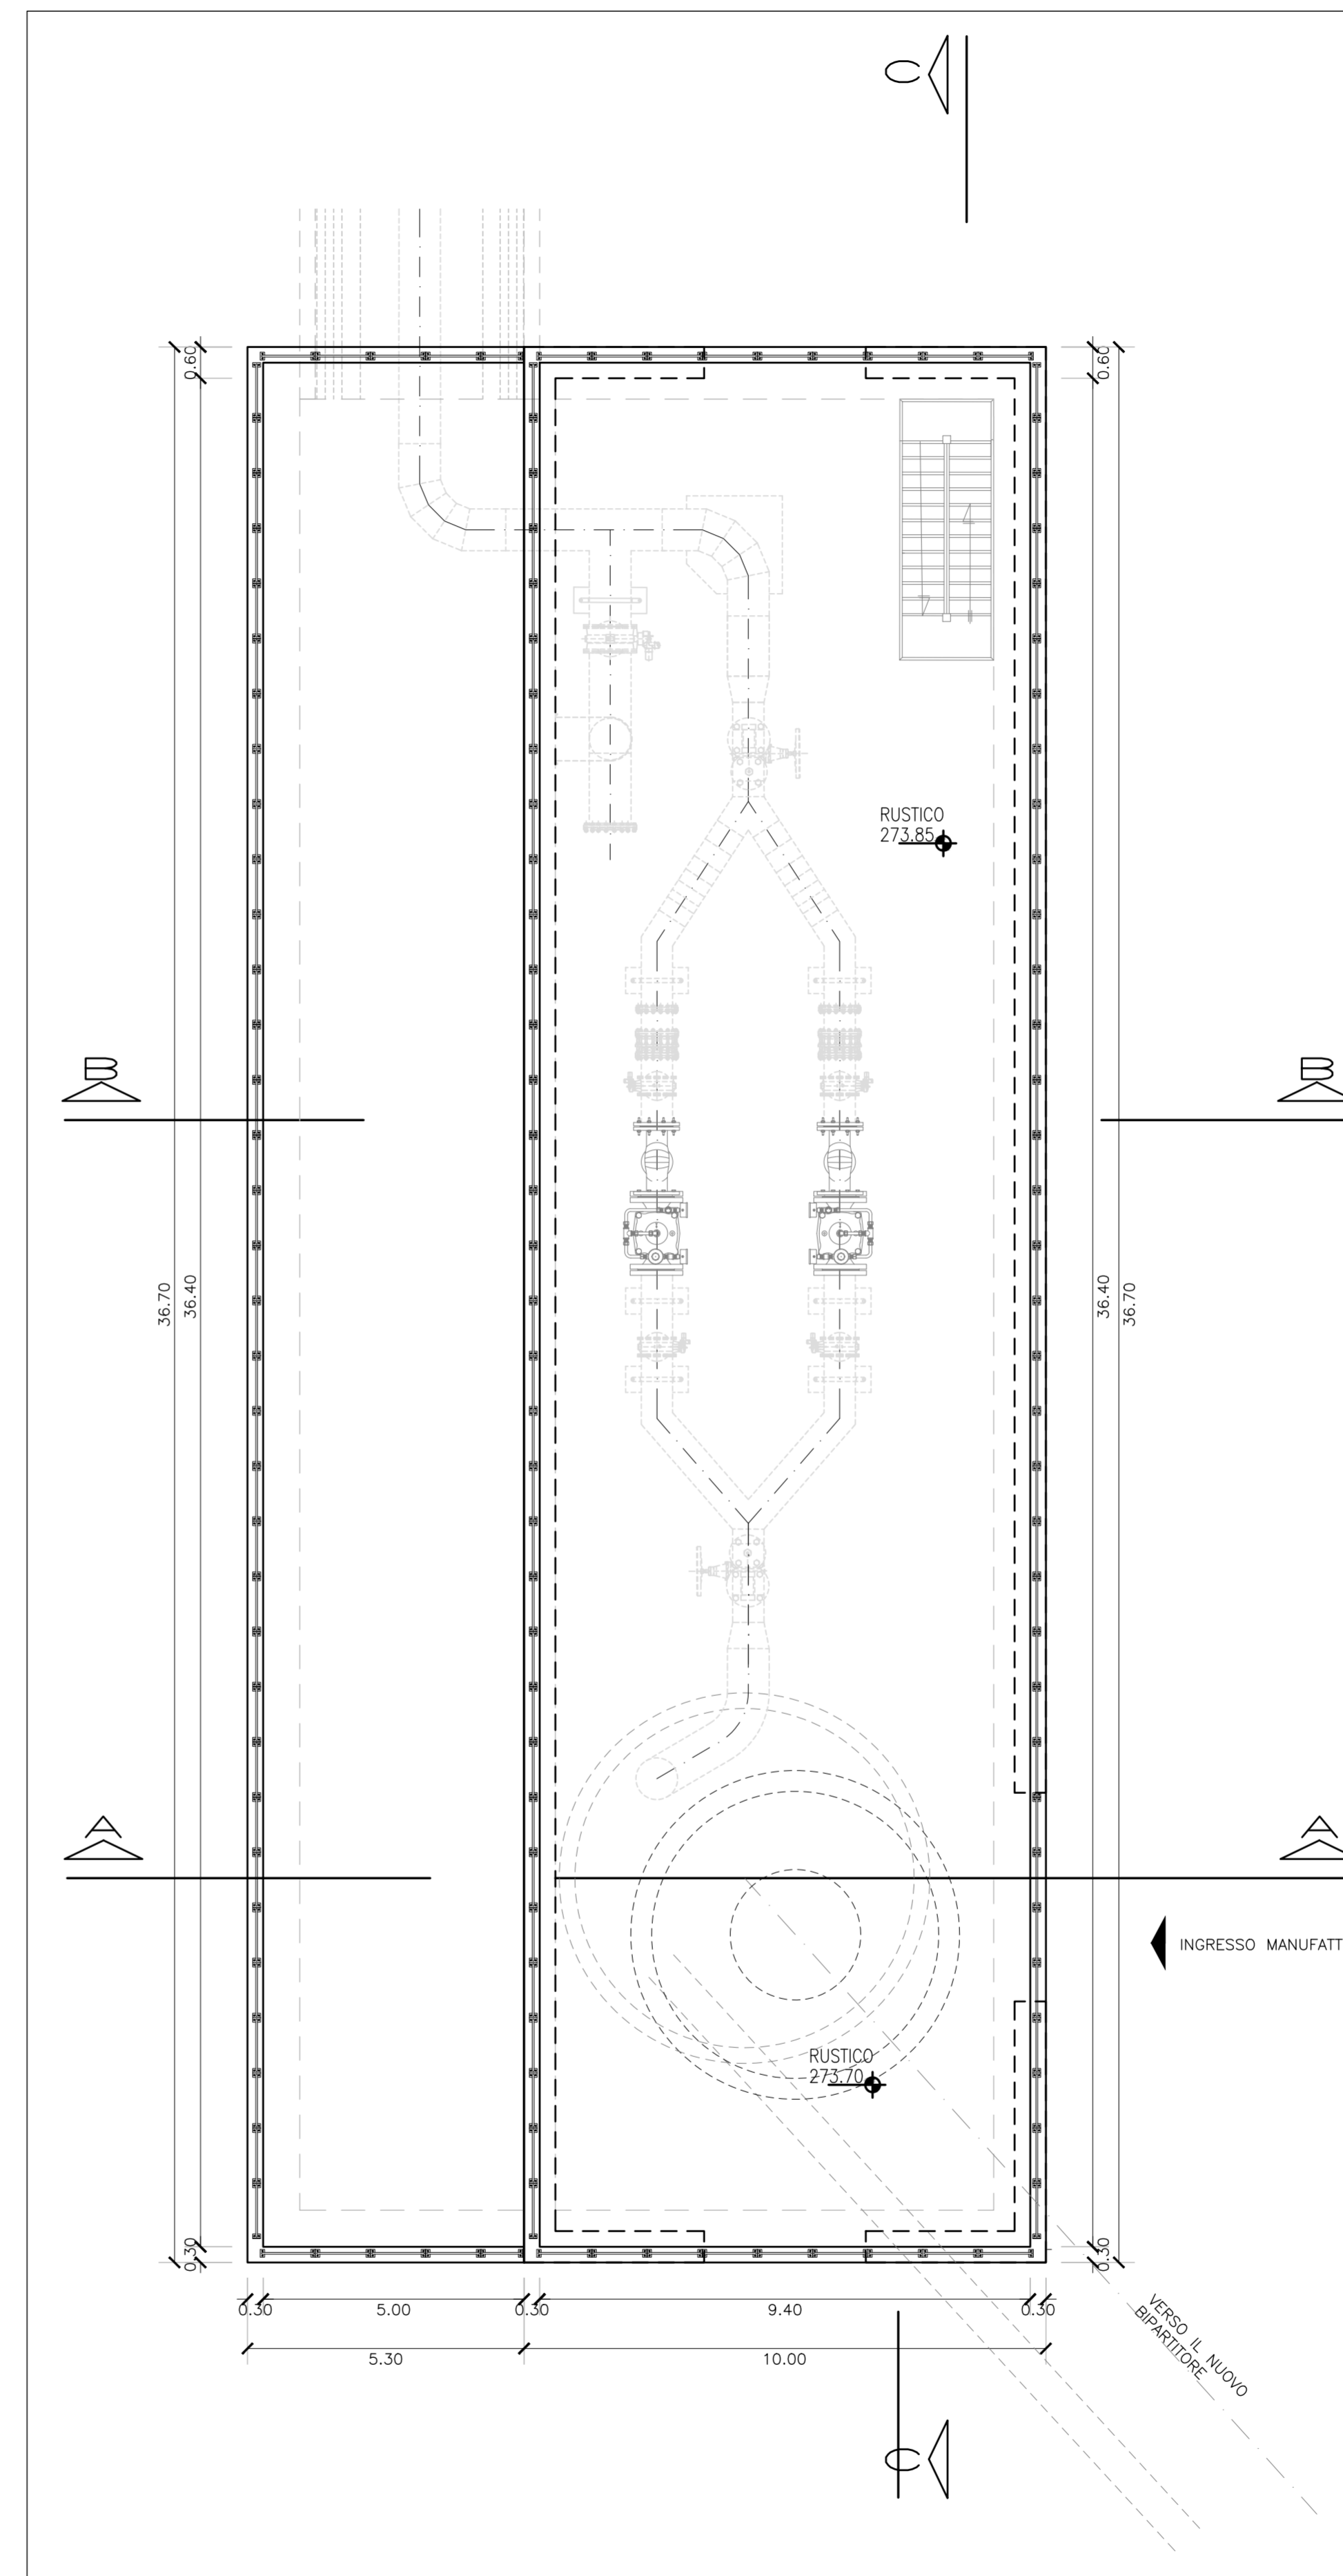 C
0.60
0.60
RUSTICO
273.85
B
B
36.70
36.40
36.40
36.70
A
A
INGRESSO MANUFATT
RUSTICO
273.70
0.30
0.30
0.30
5.00
0.30
9.40
0.30
5.30
10.00
VERSO IL NUOVO
BIPARTITORE
C